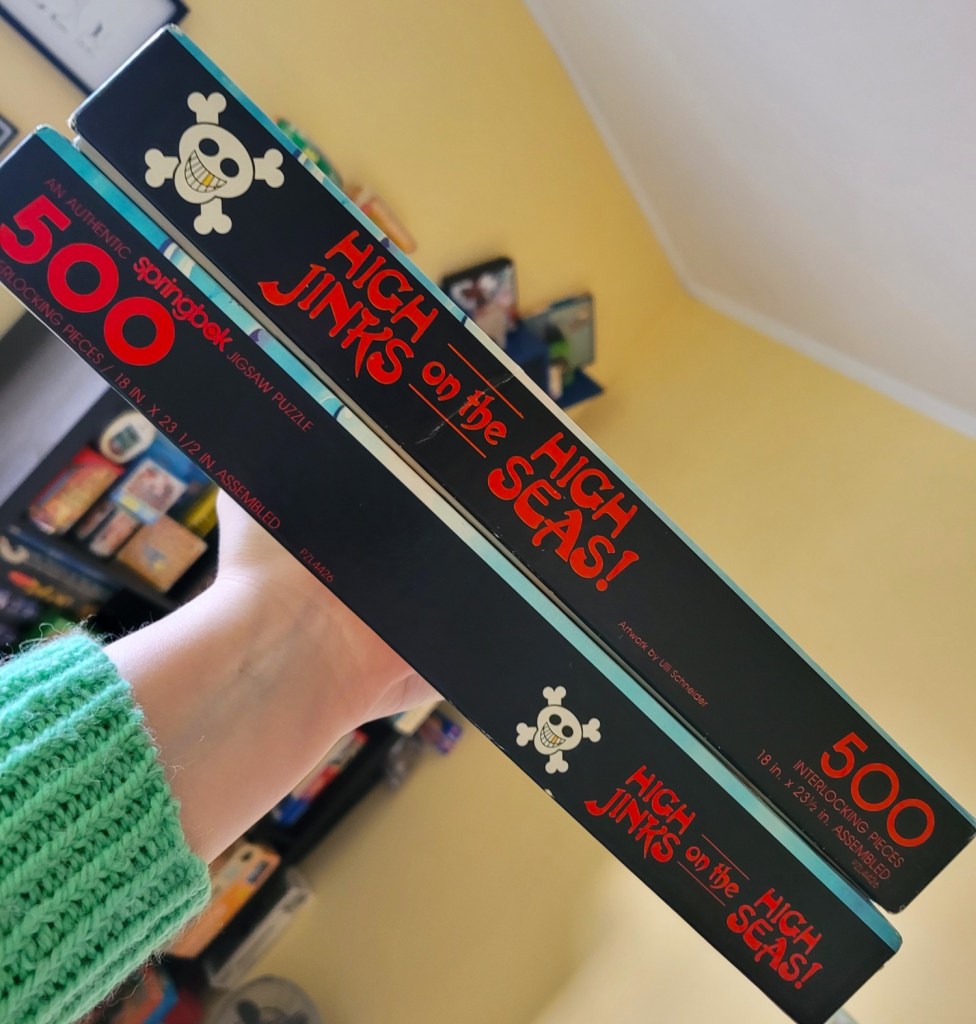 HIGH
JINKS
on the
HIGH
SEAS!
Artwork by Ulli Schneider
500
INTERLOCKING PIECES
18 in. x 23½ in. ASSEMBLED
PZL4426
AN AUTHENTIC springbok JIGSAW PUZZLE
500
INTERLOCKING PIECES / 18 IN. X 23 1/2 IN. ASSEMBLED
PZL4426
HIGH
JINKS
on the
HIGH
SEAS!